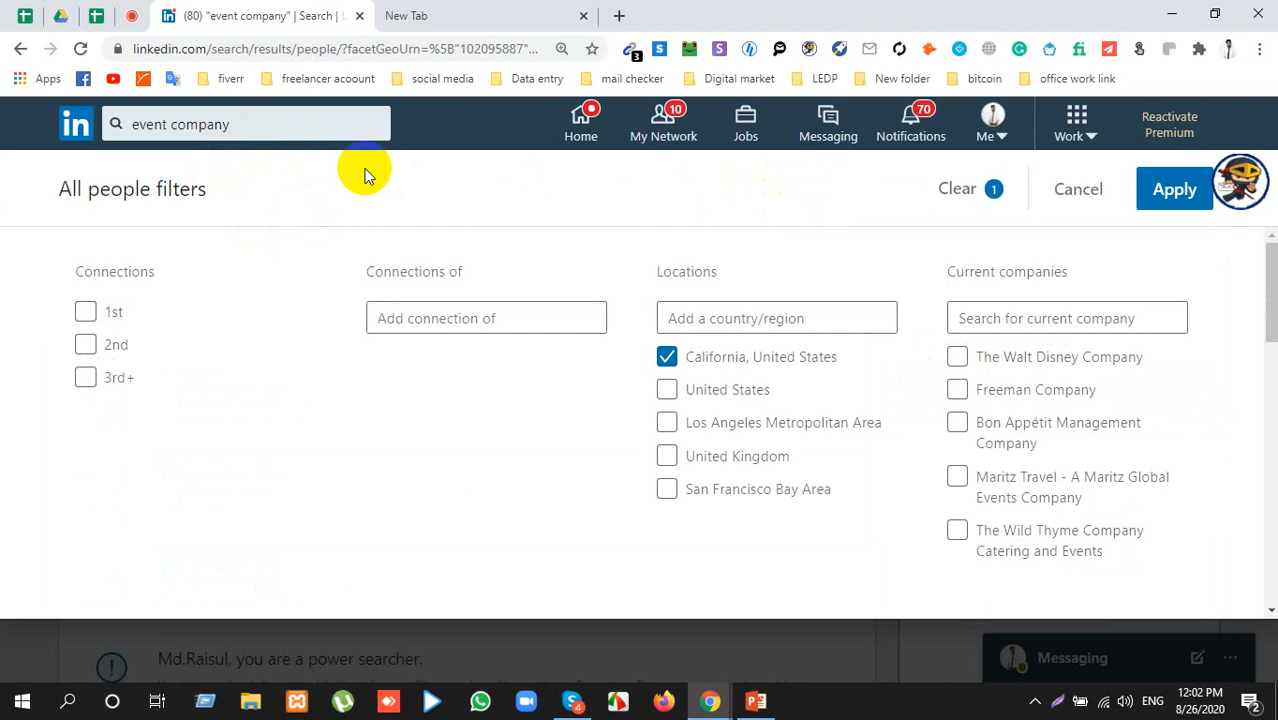 (80) "event company" | Search | L
New Tab
linkedin.com/search/results/people/?facetGeoUrn=%5B"102095887"...
3
Apps
fiverr
freelancer acoount
social media
Data entry
mail checker
Digital market
LEDP
New folder
bitcoin
office work link
in
event company
Home
10
My Network
Jobs
Messaging
70
Notifications
Me
Work
Reactivate
Premium
All people filters
Clear 1
Cancel
Apply
Connections
1st
2nd
3rd+
Connections of
Add connection of
Locations
Add a country/region
California, United States
United States
Los Angeles Metropolitan Area
United Kingdom
San Francisco Bay Area
Current companies
Search for current company
The Walt Disney Company
Freeman Company
Bon Appétit Management
Company
Maritz Travel - A Maritz Global
Events Company
The Wild Thyme Company
Catering and Events
Md.Raisul, you are a power searcher.
Messaging
4
ENG
12:02 PM
8/26/2020
2